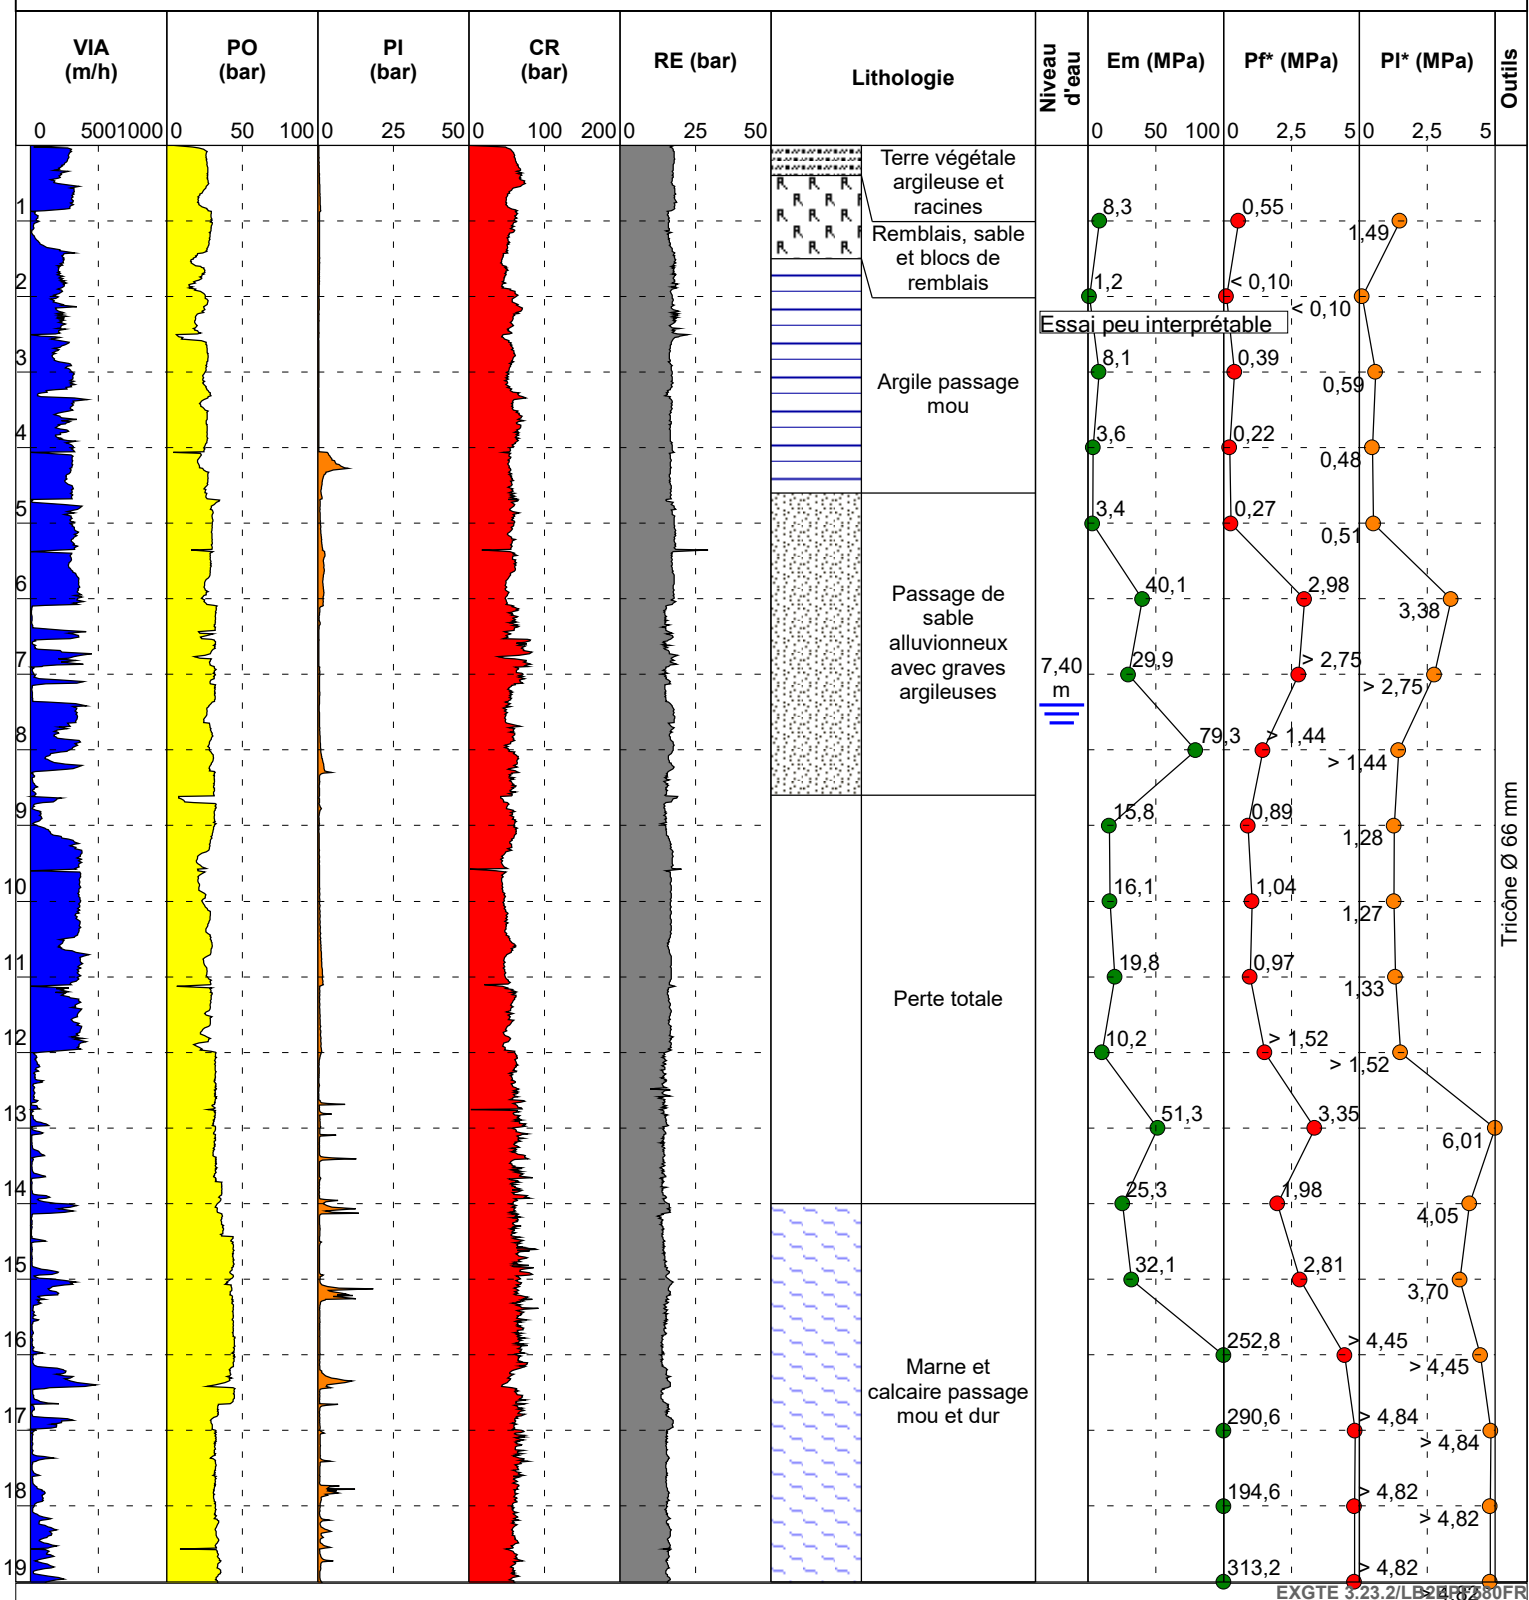 VIA
(m/h)
PO
(bar)
PI
(bar)
CR
(bar)
RE (bar)
Lithologie
Niveau
d'eau
Em (MPa)
Pf* (MPa)
Pl* (MPa)
Outils
0 500 1000
0 50 100
0 25 50
0 100 200
0 25 50
0 50 100
0 2,5 5
0 2,5 5
Terre végétale
argileuse et
racines
Remblais, sable
et blocs de
remblais
Argile passage
mou
Passage de
sable
alluvionneux
avec graves
argileuses
Perte totale
Marne et
calcaire passage
mou et dur
7,40
m
Essai peu interprétable
1 8,3 0,55 1,49
2 1,2 < 0,10 < 0,10
3 8,1 0,39 0,59
4 3,6 0,22 0,48
5 3,4 0,27 0,51
6 40,1 2,98 3,38
7 29,9 > 2,75 > 2,75
8 79,3 > 1,44 > 1,44
9 15,8 0,89 1,28
10 16,1 1,04 1,27
11 19,8 0,97 1,33
12 10,2 > 1,52 > 1,52
13 51,3 3,35 6,01
14 25,3 1,98 4,05
15 32,1 2,81 3,70
16 252,8 > 4,45 > 4,45
17 290,6 > 4,84 > 4,84
18 194,6 > 4,82 > 4,82
19 313,2 > 4,82 > 4,82
Tricône Ø 66 mm
EXGTE 3.23.2/